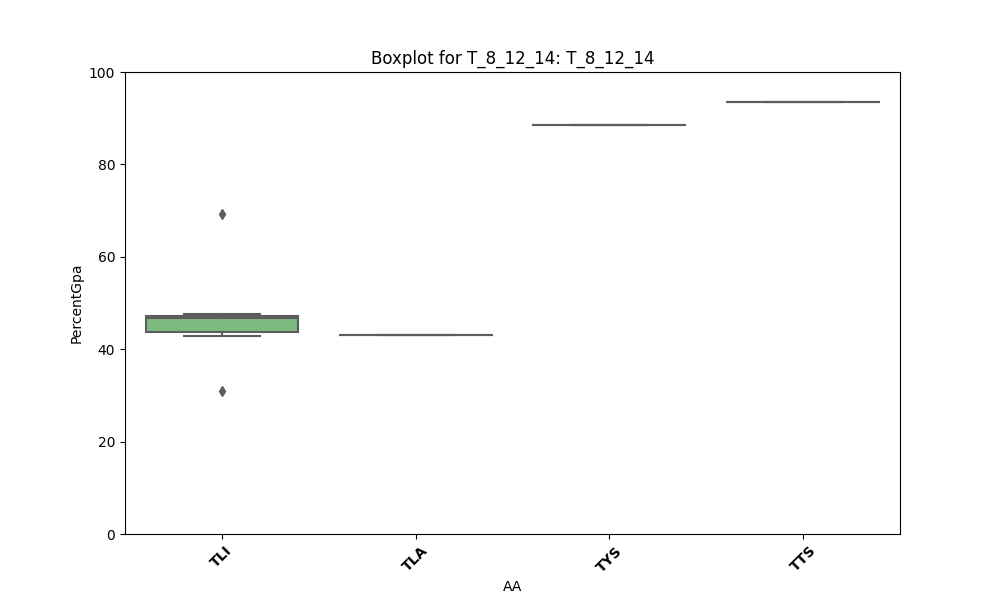 Boxplot for T_8_12_14: T_8_12_14
100
80
60
40
20
0
PercentGpa
TLI
TLA
TYS
TTS
AA